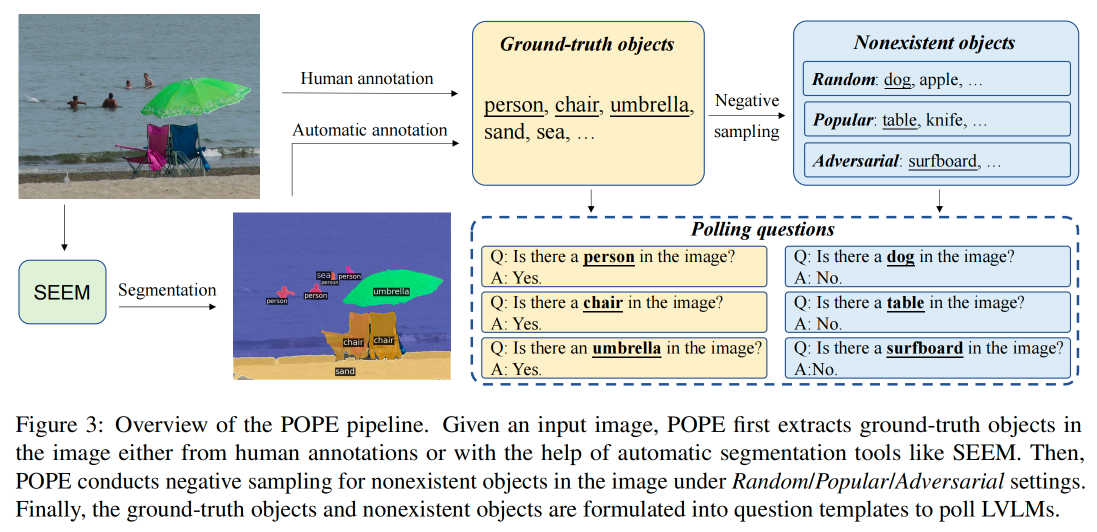 Human annotation
Automatic annotation
Ground-truth objects
person, chair, umbrella,
sand, sea, …
Negative
sampling
Nonexistent objects
Random: dog, apple, …
Popular: table, knife, …
Adversarial: surfboard, …
SEEM
Segmentation
sea
person
person
person
person
umbrella
chair
chair
sand
Polling questions
Q: Is there a person in the image?
A: Yes.
Q: Is there a chair in the image?
A: Yes.
Q: Is there an umbrella in the image?
A: Yes.
Q: Is there a dog in the image?
A: No.
Q: Is there a table in the image?
A: No.
Q: Is there a surfboard in the image?
A:No.
Figure 3: Overview of the POPE pipeline. Given an input image, POPE first extracts ground-truth objects in
the image either from human annotations or with the help of automatic segmentation tools like SEEM. Then,
POPE conducts negative sampling for nonexistent objects in the image under Random/Popular/Adversarial settings.
Finally, the ground-truth objects and nonexistent objects are formulated into question templates to poll LVLMs.